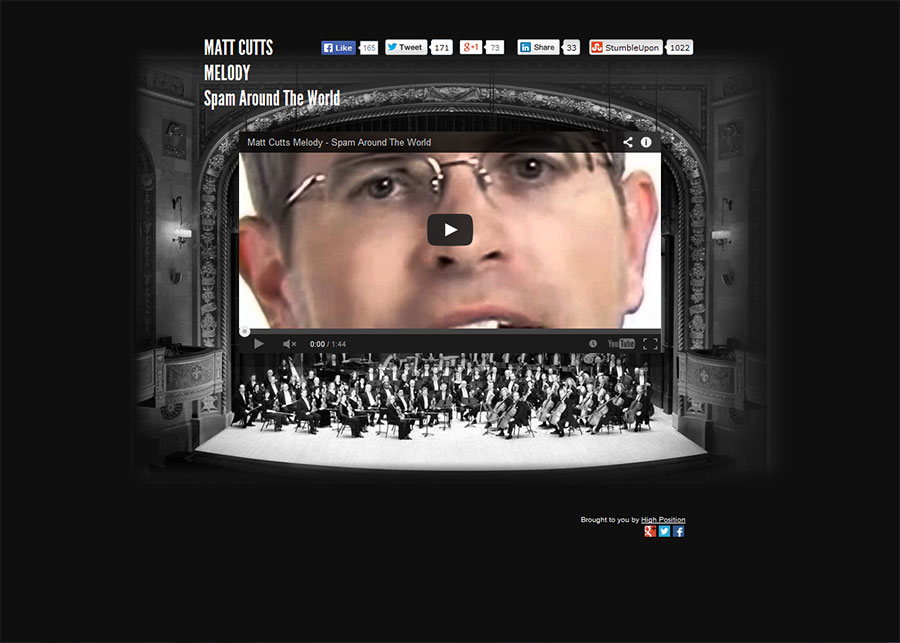 MATT CUTTS
MELODY
Spam Around The World
Like 165 Tweet 171 g+1 73 in Share 33 StumbleUpon 1022
Matt Cutts Melody - Spam Around The World
0:00 / 1:44 YouTube
Brought to you by High Position